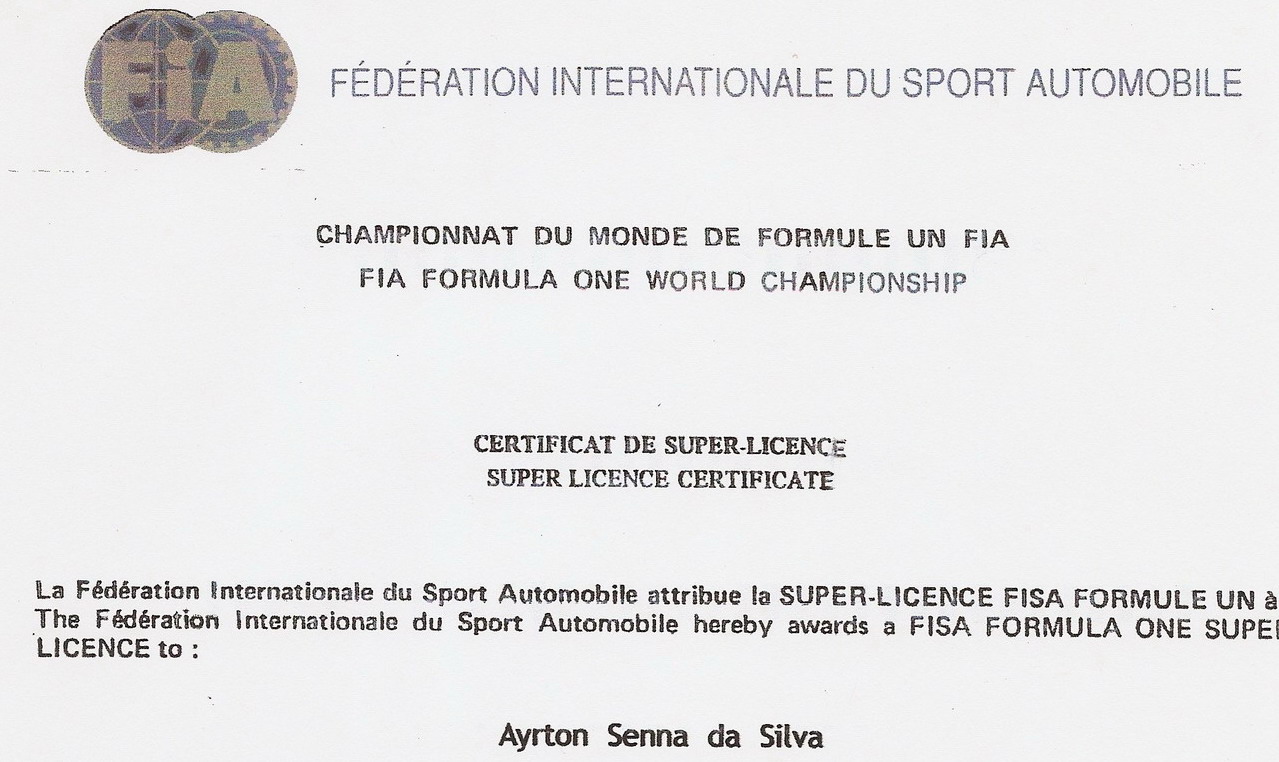 FiA
FÉDÉRATION INTERNATIONALE DU SPORT AUTOMOBILE
CHAMPIONNAT DU MONDE DE FORMULE UN FIA
FIA FORMULA ONE WORLD CHAMPIONSHIP
CERTIFICAT DE SUPER-LICENCE
SUPER LICENCE CERTIFICATE
La Fédération Internationale du Sport Automobile attribue la SUPER-LICENCE FISA FORMULE UN à
The Fédération Internationale du Sport Automobile hereby awards a FISA FORMULA ONE SUPER
LICENCE to :
Ayrton Senna da Silva